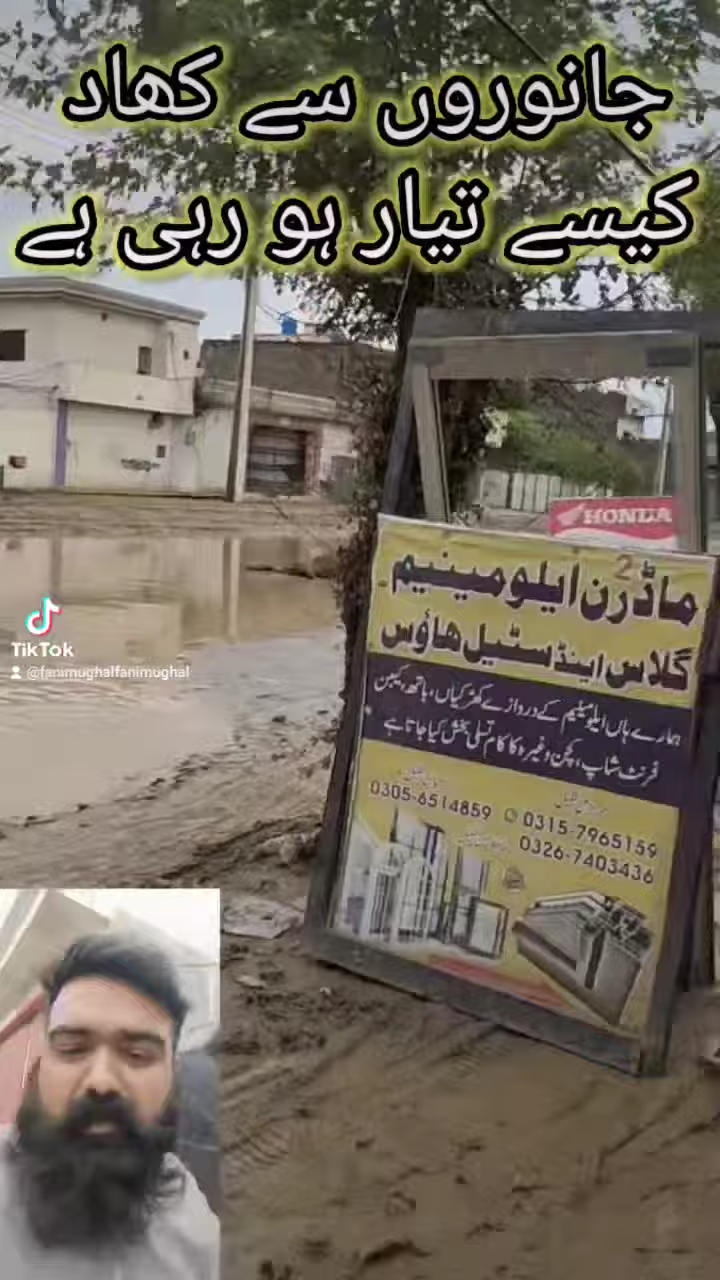 جانوروں سے کھاد
کیسے تیار ہو رہی ہے
HONDA
2
ماڈرن ایلومینیم
گلاس اینڈ سٹیل ھاؤس
ہمارے ہاں ایلومینیم کے دروازے کھڑکیاں، باتھ، کیبن
فرنٹ شاپ، کچن وغیرہ کا کام تسلی بخش کیا جاتا ہے
0305-6514859
0315-7965159
0326-7403436
TikTok
@fanimughalfanimughal